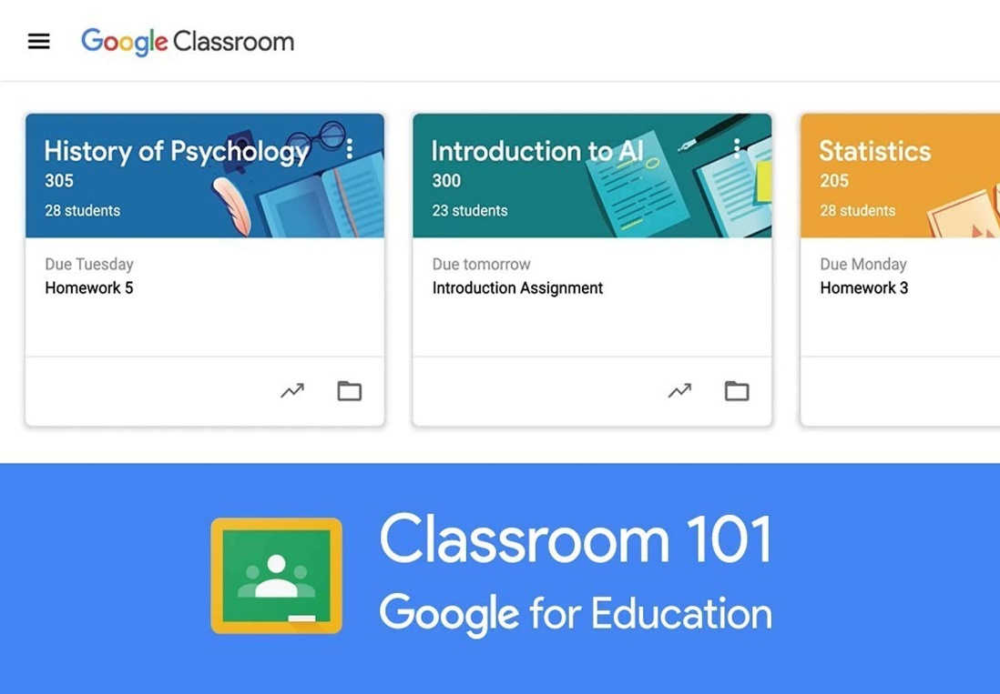 Google Classroom
History of Psychology
305
28 students
Due Tuesday
Homework 5
Introduction to AI
300
23 students
Due tomorrow
Introduction Assignment
Statistics
205
28 students
Due Monday
Homework 3
Classroom 101
Google for Education